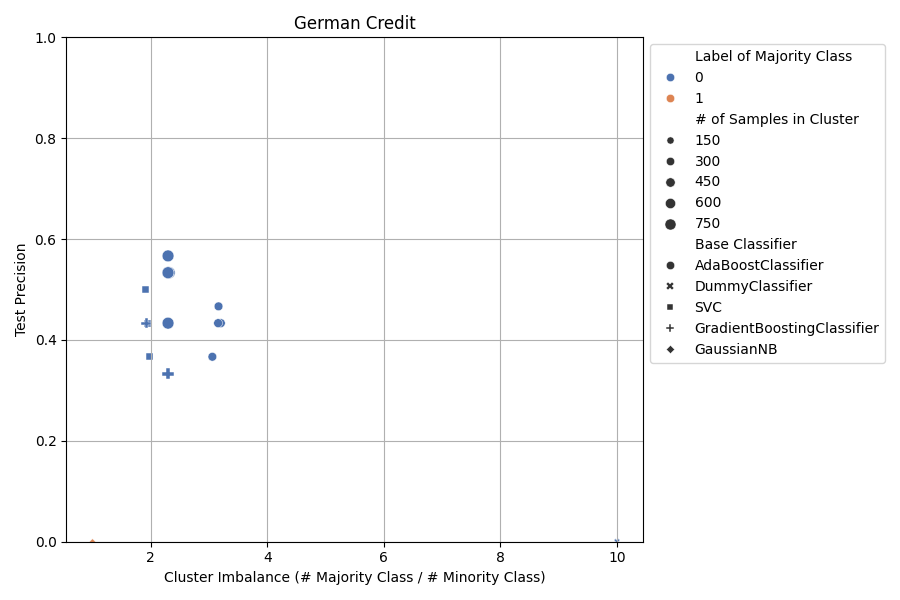 German Credit
1.0
0.8
0.6
0.4
0.2
0.0
Test Precision
2
4
6
8
10
Cluster Imbalance (# Majority Class / # Minority Class)
Label of Majority Class
0
1
# of Samples in Cluster
150
300
450
600
750
Base Classifier
AdaBoostClassifier
DummyClassifier
SVC
GradientBoostingClassifier
GaussianNB